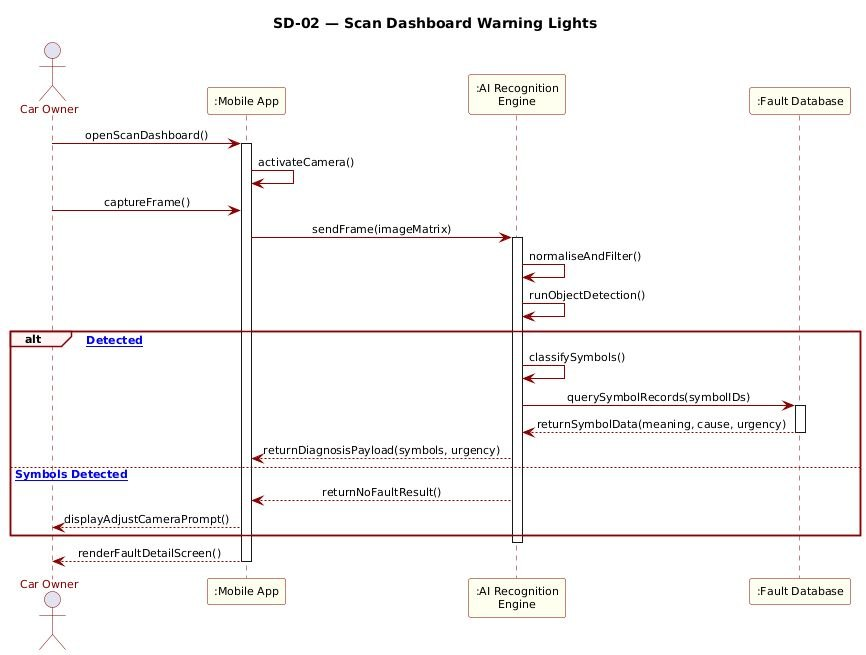 SD-02 — Scan Dashboard Warning Lights
Car Owner
:Mobile App
:AI Recognition
Engine
:Fault Database
openScanDashboard()
activateCamera()
captureFrame()
sendFrame(imageMatrix)
normaliseAndFilter()
runObjectDetection()
alt
Detected
classifySymbols()
querySymbolRecords(symbolIDs)
returnSymbolData(meaning, cause, urgency)
returnDiagnosisPayload(symbols, urgency)
Symbols Detected
returnNoFaultResult()
displayAdjustCameraPrompt()
renderFaultDetailScreen()
Car Owner
:Mobile App
:AI Recognition
Engine
:Fault Database